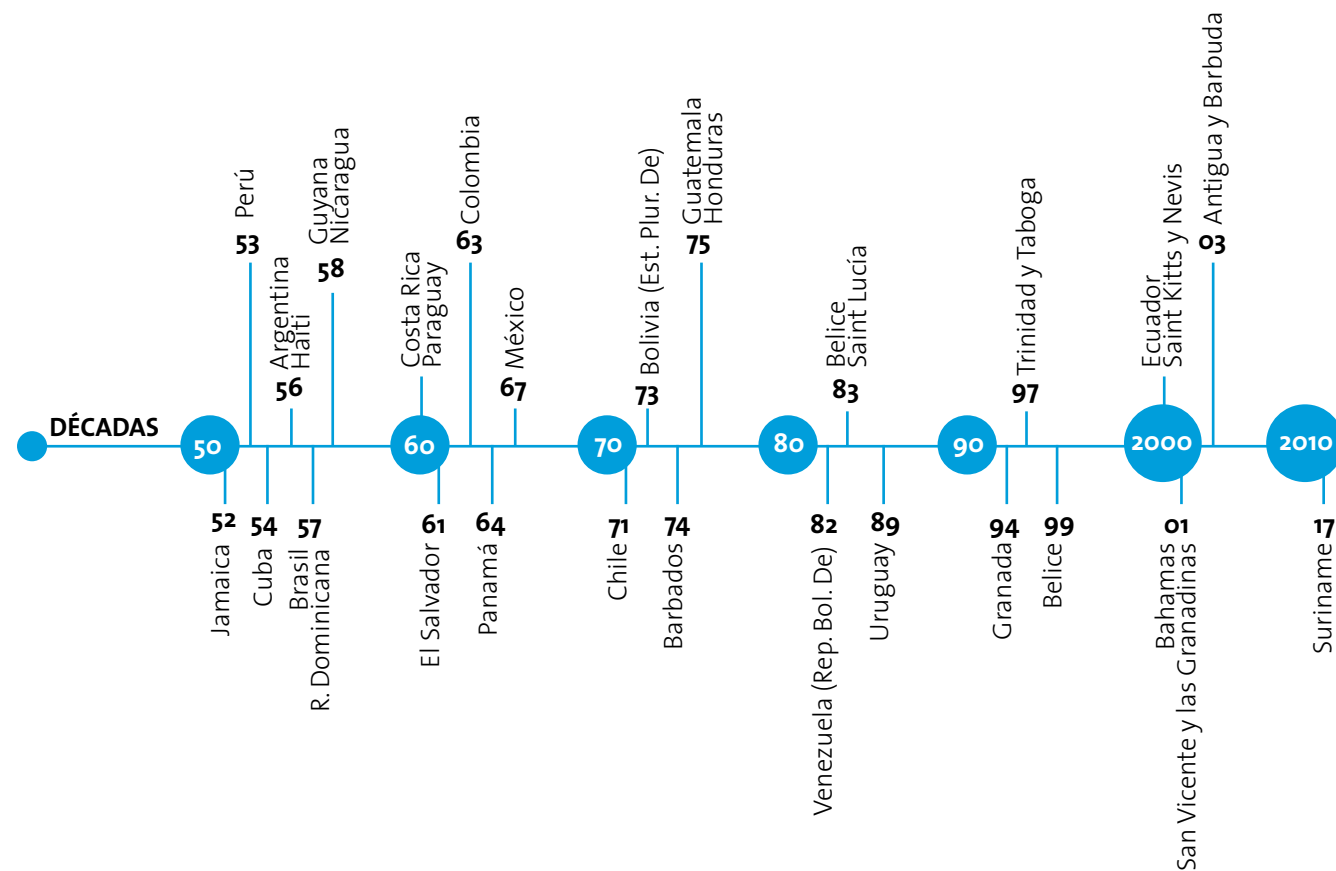 DÉCADAS
50
52
Jamaica
53
Perú
54
Cuba
56
Argentina
Haití
57
Brasil
R. Dominicana
58
Guyana
Nicaragua
60
Costa Rica
Paraguay
61
El Salvador
63
Colombia
64
Panamá
67
México
70
71
Chile
73
Bolivia (Est. Plur. De)
74
Barbados
75
Guatemala
Honduras
80
82
Venezuela (Rep. Bol. De)
83
Belice
Saint Lucía
89
Uruguay
90
94
Granada
97
Trinidad y Taboga
99
Belice
2000
Ecuador
Saint Kitts y Nevis
01
Bahamas
San Vicente y las Granadinas
03
Antigua y Barbuda
2010
17
Suriname